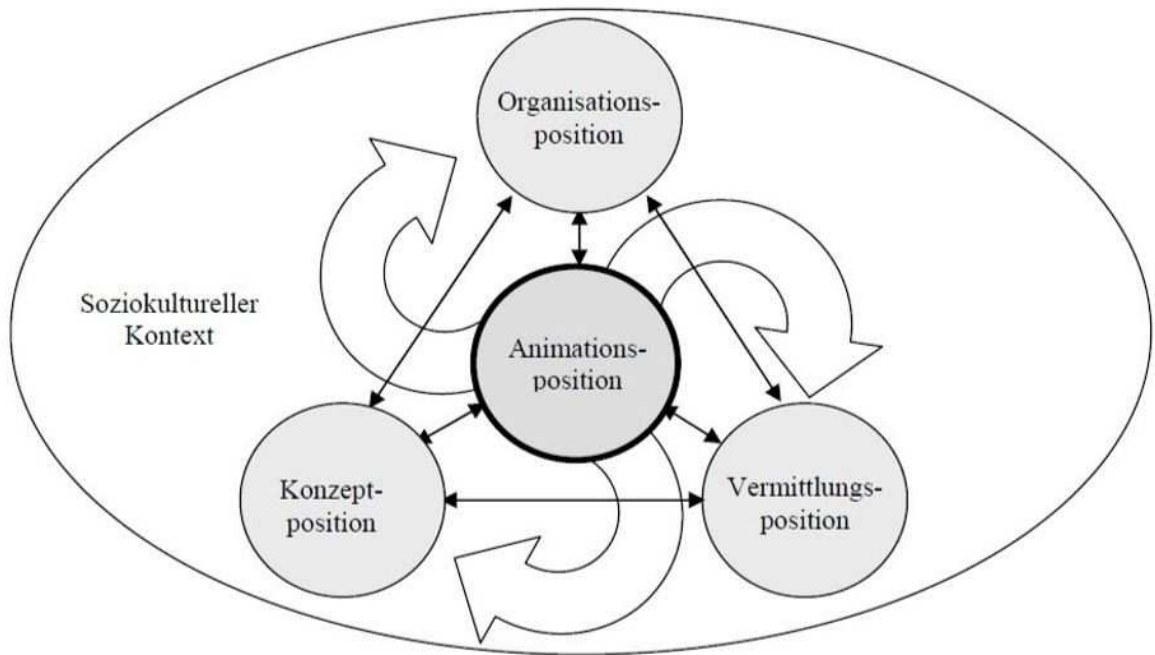 Organisations-
position
Soziokultureller
Kontext
Animations-
position
Konzept-
position
Vermittlungs-
position